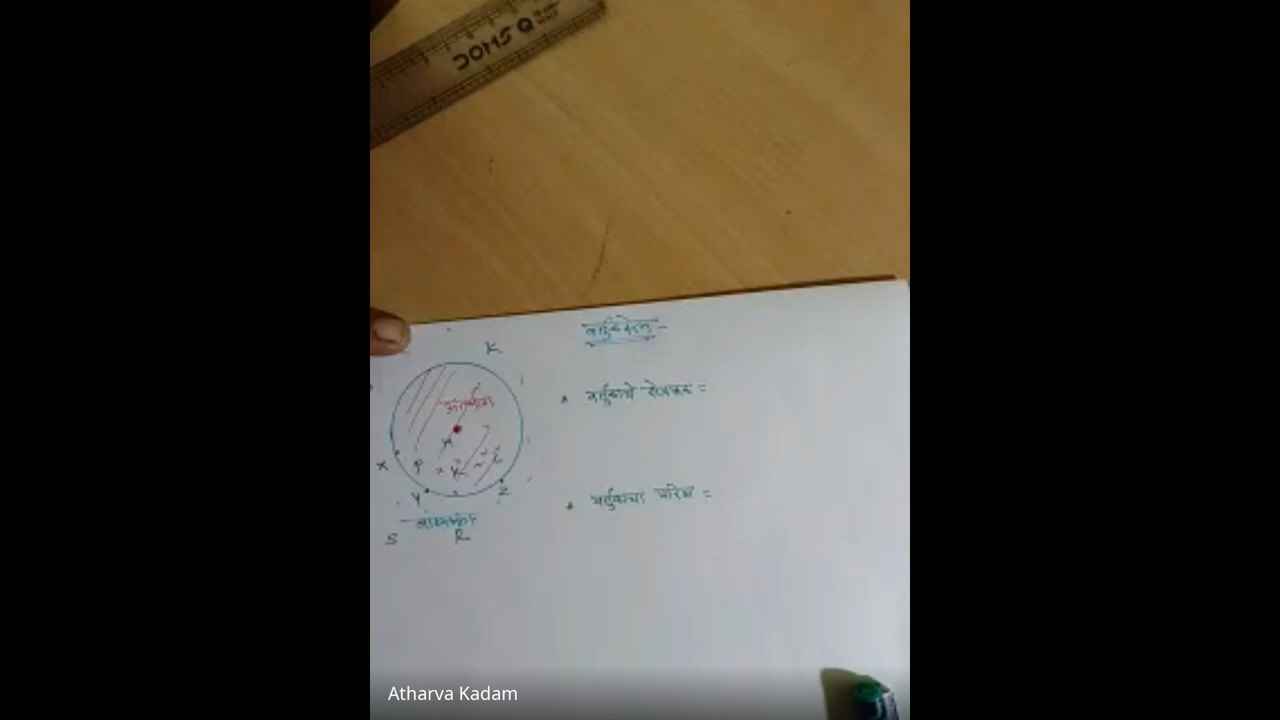 DOMS
वर्तुळक्षेत्र -
K
अंतर्भाग
* वर्तुळाचे क्षेत्रफळ =
M
X
P
Y
Z
* वर्तुळाचा परिघ =
बाह्यभाग
S
R
Atharva Kadam